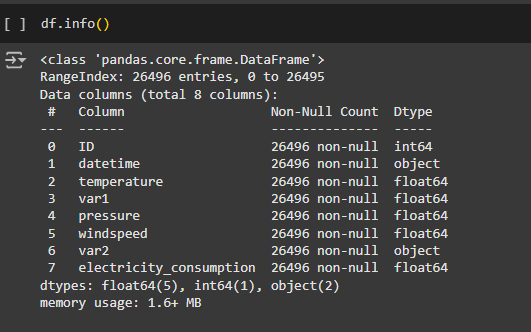 [ ] df.info()
<class 'pandas.core.frame.DataFrame'>
RangeIndex: 26496 entries, 0 to 26495
Data columns (total 8 columns):
 #   Column                   Non-Null Count  Dtype
---  ------                   --------------  -----
 0   ID                       26496 non-null  int64
 1   datetime                 26496 non-null  object
 2   temperature              26496 non-null  float64
 3   var1                     26496 non-null  float64
 4   pressure                 26496 non-null  float64
 5   windspeed                26496 non-null  float64
 6   var2                     26496 non-null  object
 7   electricity_consumption  26496 non-null  float64
dtypes: float64(5), int64(1), object(2)
memory usage: 1.6+ MB